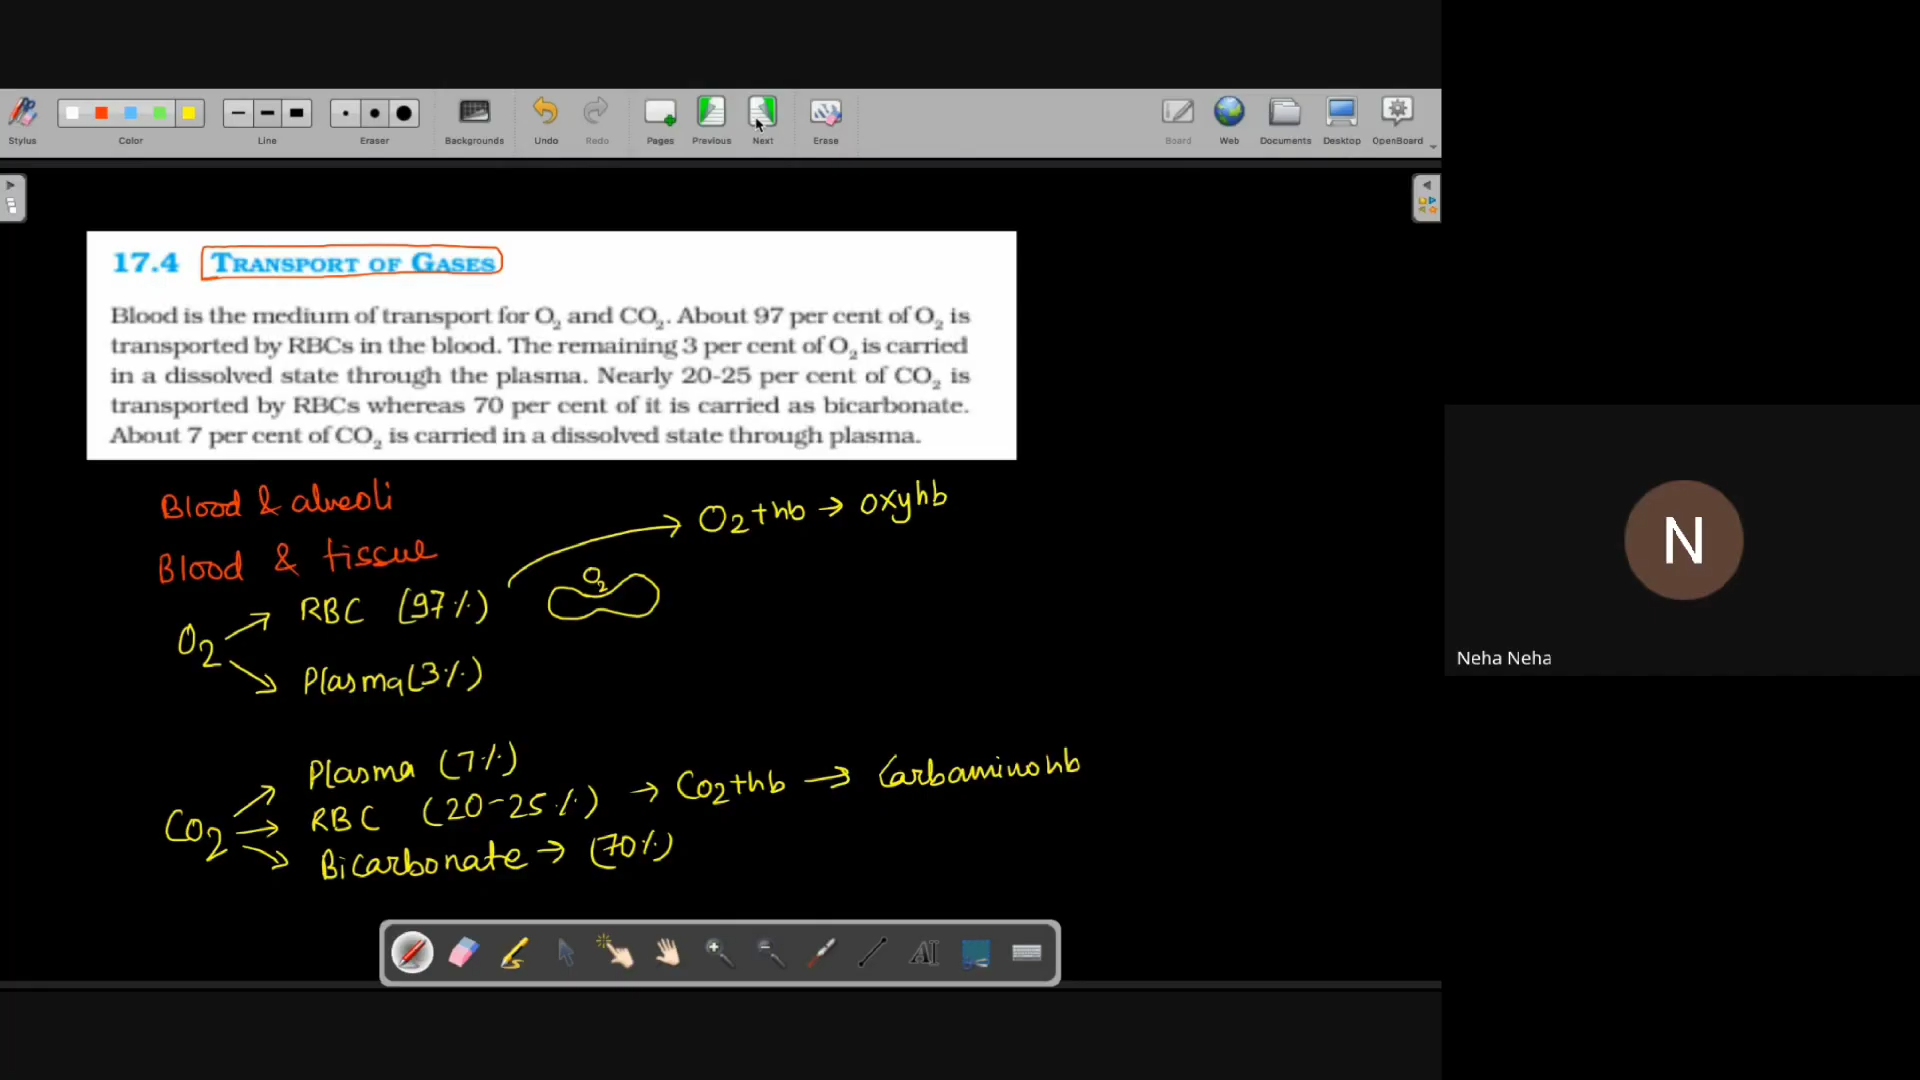 Stylus
Color
Line
Eraser
Backgrounds
Undo
Redo
Pages
Previous
Next
Erase
Board
Web
Documents
Desktop
OpenBoard
17.4 TRANSPORT OF GASES
Blood is the medium of transport for O₂ and CO₂. About 97 per cent of O₂ is
transported by RBCs in the blood. The remaining 3 per cent of O₂ is carried
in a dissolved state through the plasma. Nearly 20-25 per cent of CO₂ is
transported by RBCs whereas 70 per cent of it is carried as bicarbonate.
About 7 per cent of CO₂ is carried in a dissolved state through plasma.
Blood & alveoli
O₂+hb → oxyhb
Blood & tissue
O₂
RBC (97%)
O₂
Plasma (3%)
Plasma (7%)
CO₂
RBC (20-25%) → CO₂+hb → Carbaminohb
Bicarbonate → (70%)
AI
N
Neha Neha